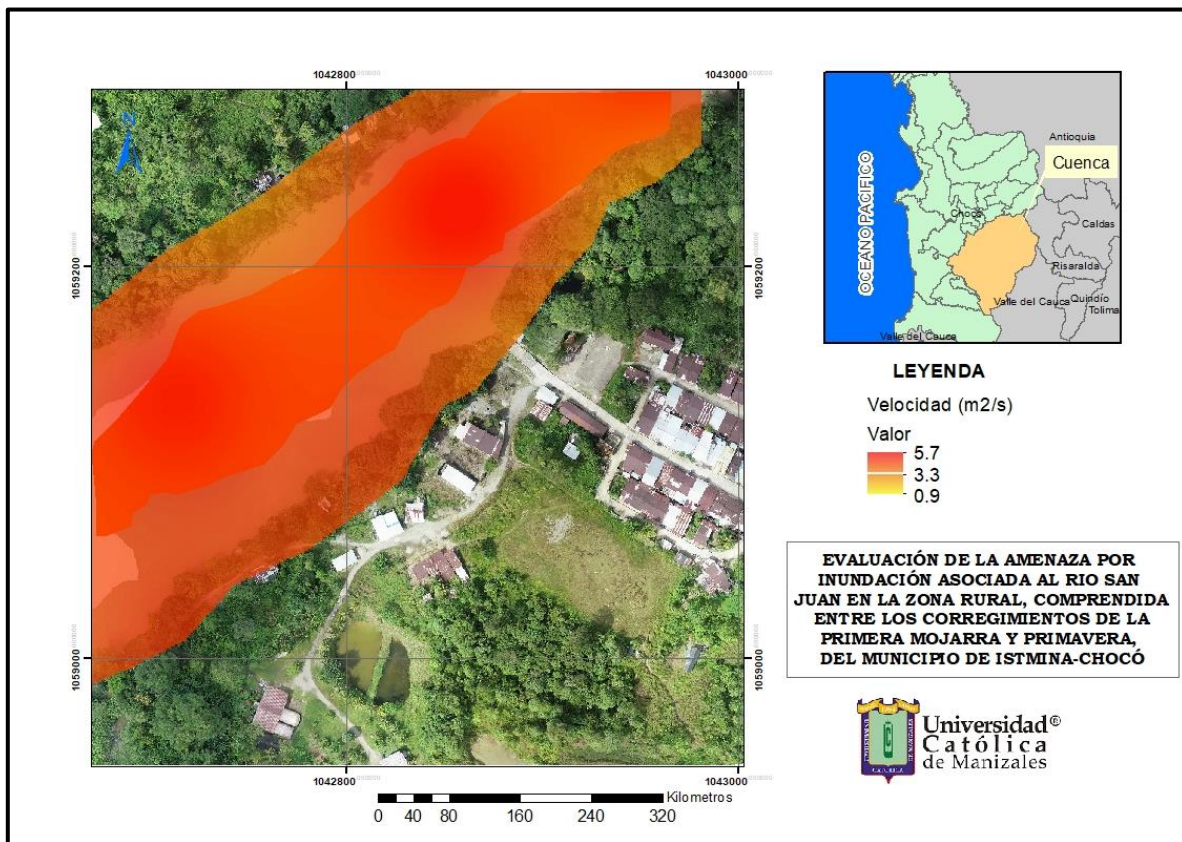 1042800
1043000
N
1059200
1059200
1059000
1059000
1042800
1043000
Kilometros
0 40 80 160 240 320
OCEANO PACIFICO
Antioquia
Cuenca
Chocó
Caldas
Risaralda
Valle del Cauca
Quindío
Tolima
Valle del Cauca
LEYENDA
Velocidad (m2/s)
Valor
5.7
3.3
0.9
EVALUACIÓN DE LA AMENAZA POR
INUNDACIÓN ASOCIADA AL RIO SAN
JUAN EN LA ZONA RURAL, COMPRENDIDA
ENTRE LOS CORREGIMIENTOS DE LA
PRIMERA MOJARRA Y PRIMAVERA,
DEL MUNICIPIO DE ISTMINA-CHOCÓ
Universidad®
Católica
de Manizales